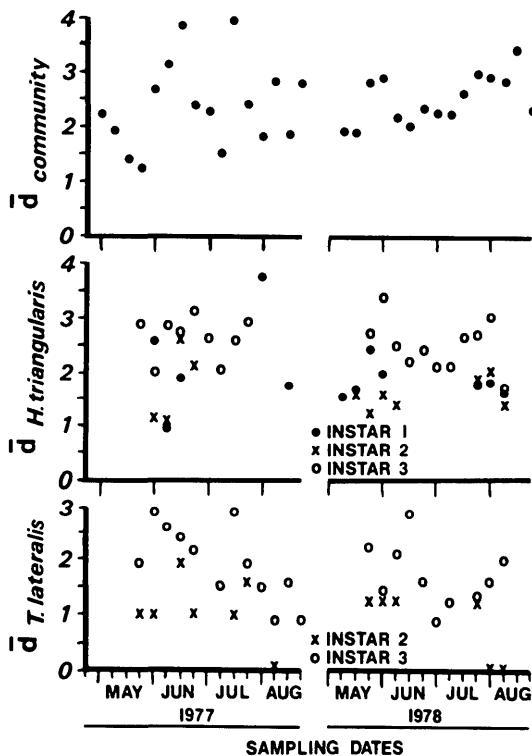 4
3
2
1
0
d̄ community
4
3
2
1
0
d̄ H. triangularis
● INSTAR 1
x INSTAR 2
o INSTAR 3
3
2
1
0
d̄ T. lateralis
x INSTAR 2
o INSTAR 3
MAY JUN JUL AUG MAY JUN JUL AUG
1977 1978
SAMPLING DATES